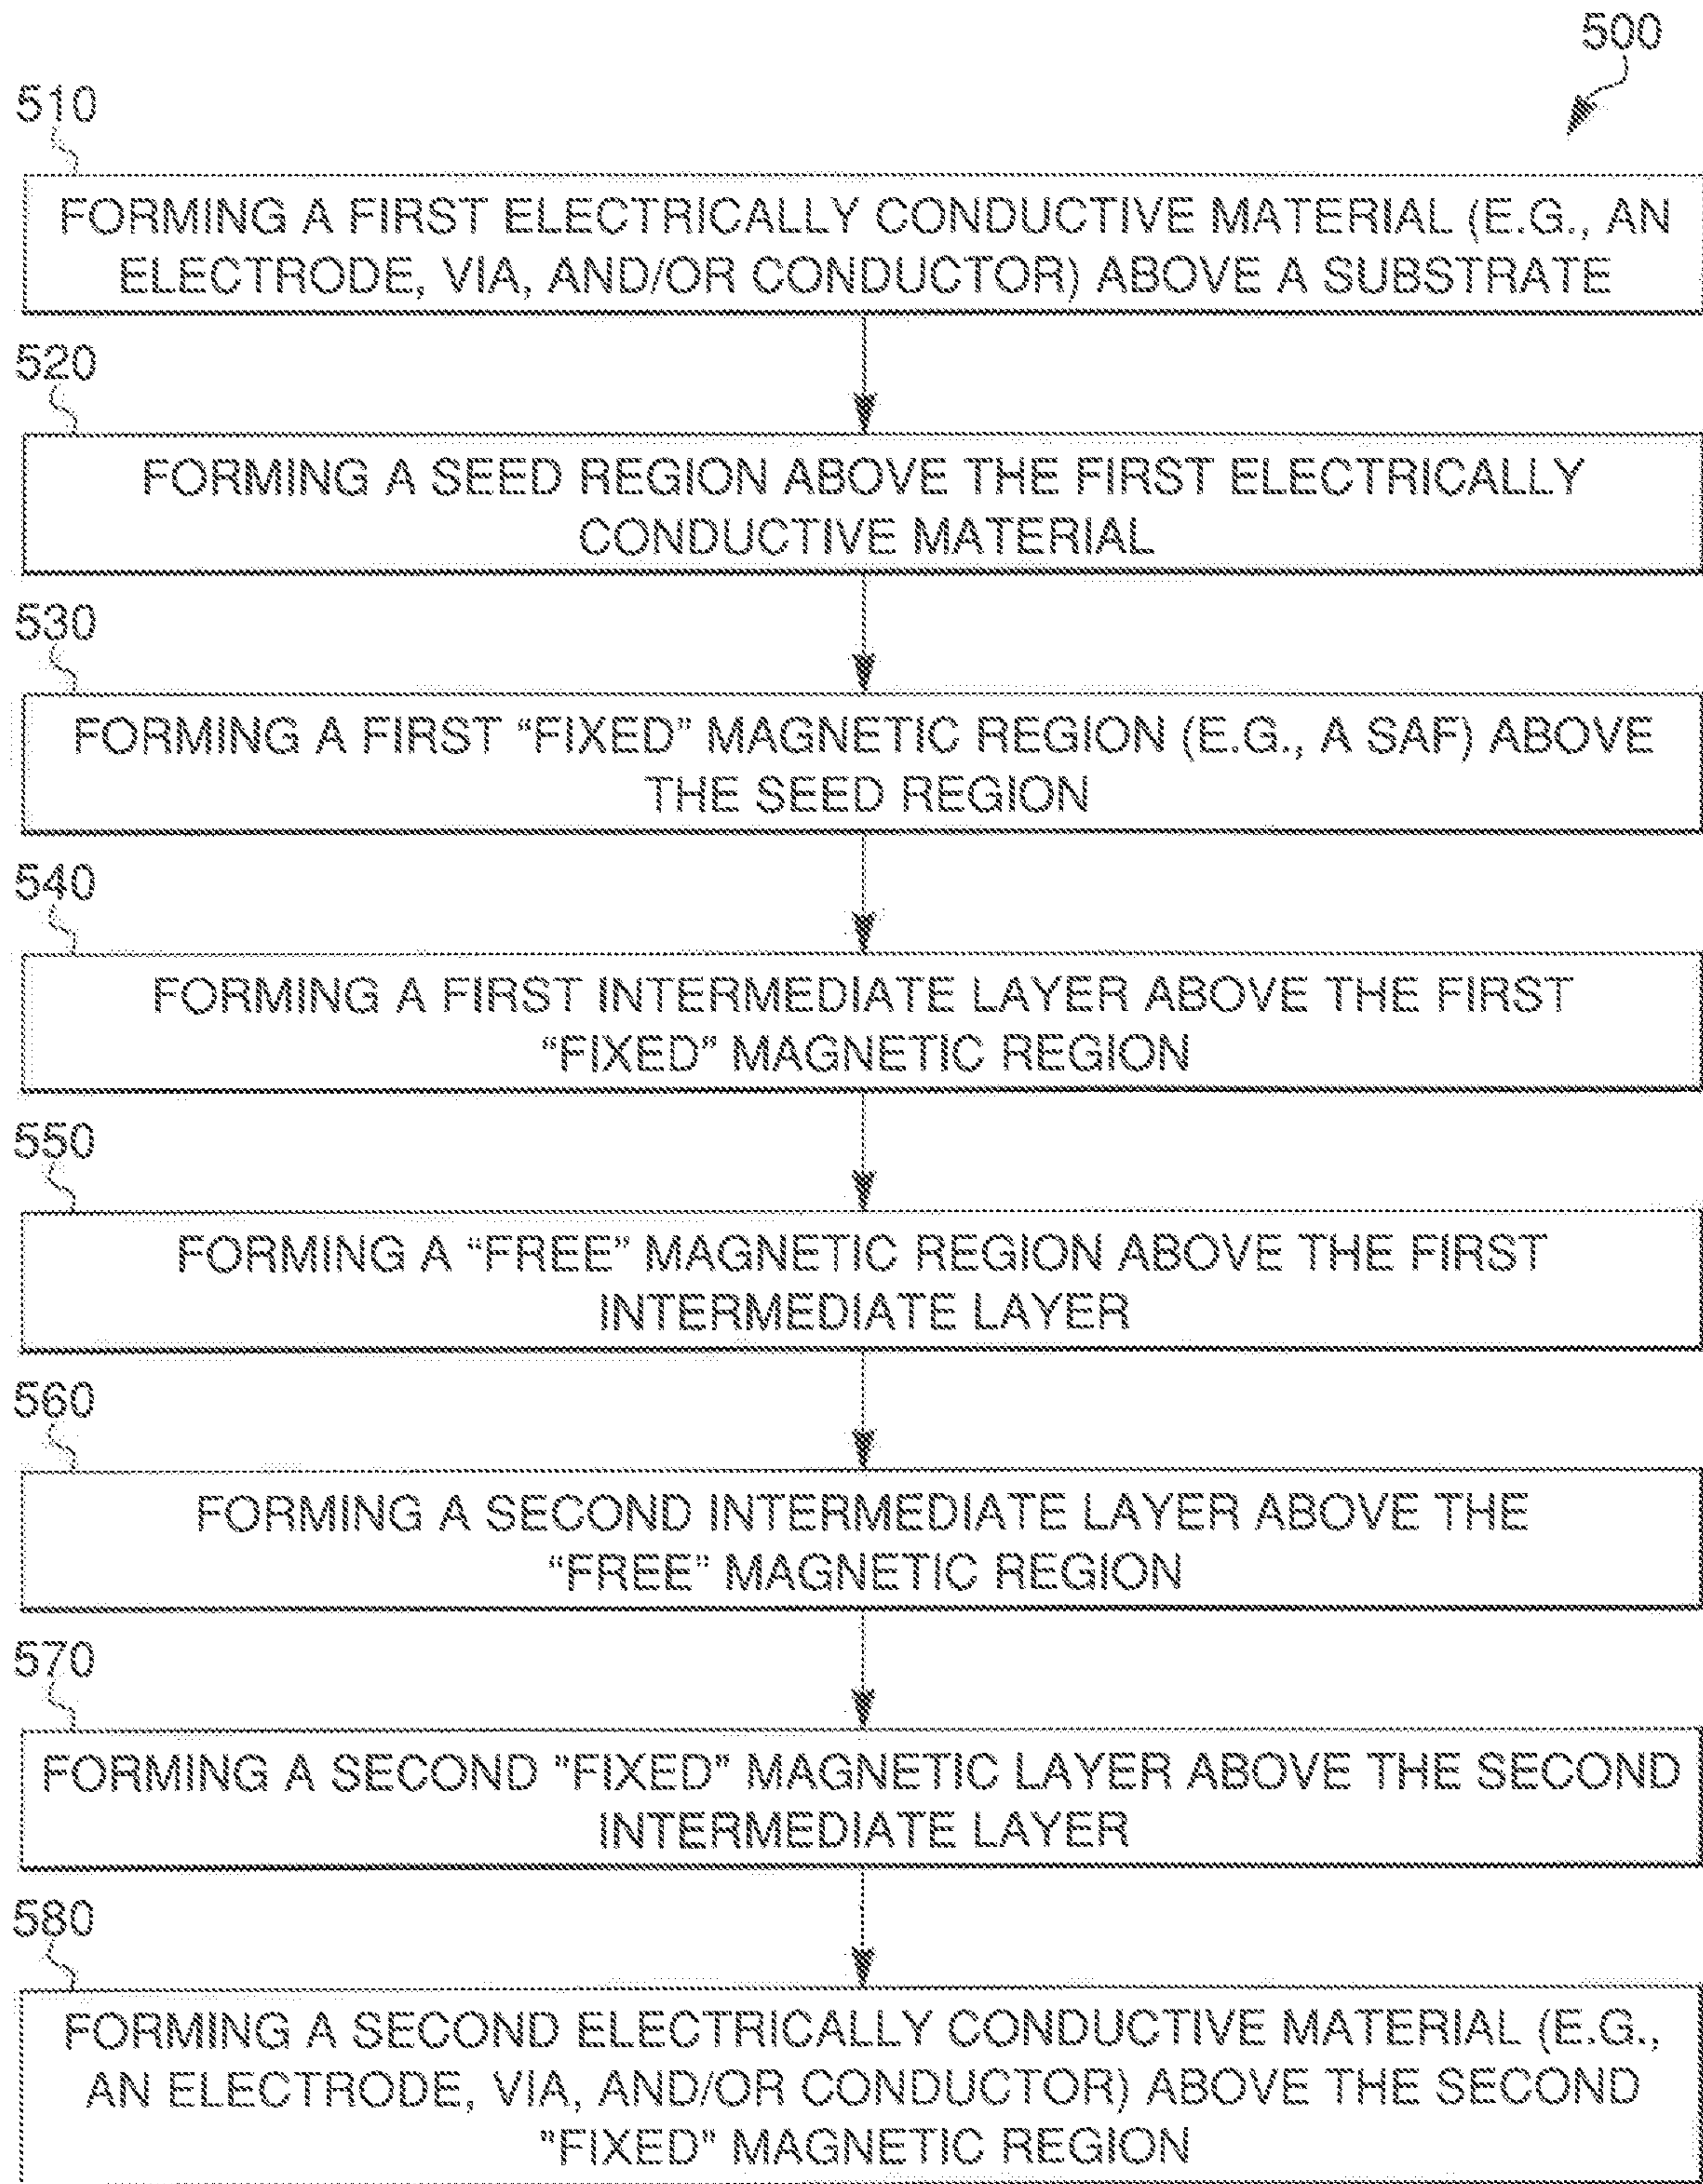 500
510
FORMING A FIRST ELECTRICALLY CONDUCTIVE MATERIAL (E.G., AN
ELECTRODE, VIA, AND/OR CONDUCTOR) ABOVE A SUBSTRATE
520
FORMING A SEED REGION ABOVE THE FIRST ELECTRICALLY
CONDUCTIVE MATERIAL
530
FORMING A FIRST “FIXED” MAGNETIC REGION (E.G., A SAF) ABOVE
THE SEED REGION
540
FORMING A FIRST INTERMEDIATE LAYER ABOVE THE FIRST
“FIXED” MAGNETIC REGION
550
FORMING A “FREE” MAGNETIC REGION ABOVE THE FIRST
INTERMEDIATE LAYER
560
FORMING A SECOND INTERMEDIATE LAYER ABOVE THE
“FREE” MAGNETIC REGION
570
FORMING A SECOND "FIXED" MAGNETIC LAYER ABOVE THE SECOND
INTERMEDIATE LAYER
580
FORMING A SECOND ELECTRICALLY CONDUCTIVE MATERIAL (E.G.,
AN ELECTRODE, VIA, AND/OR CONDUCTOR) ABOVE THE SECOND
"FIXED" MAGNETIC REGION